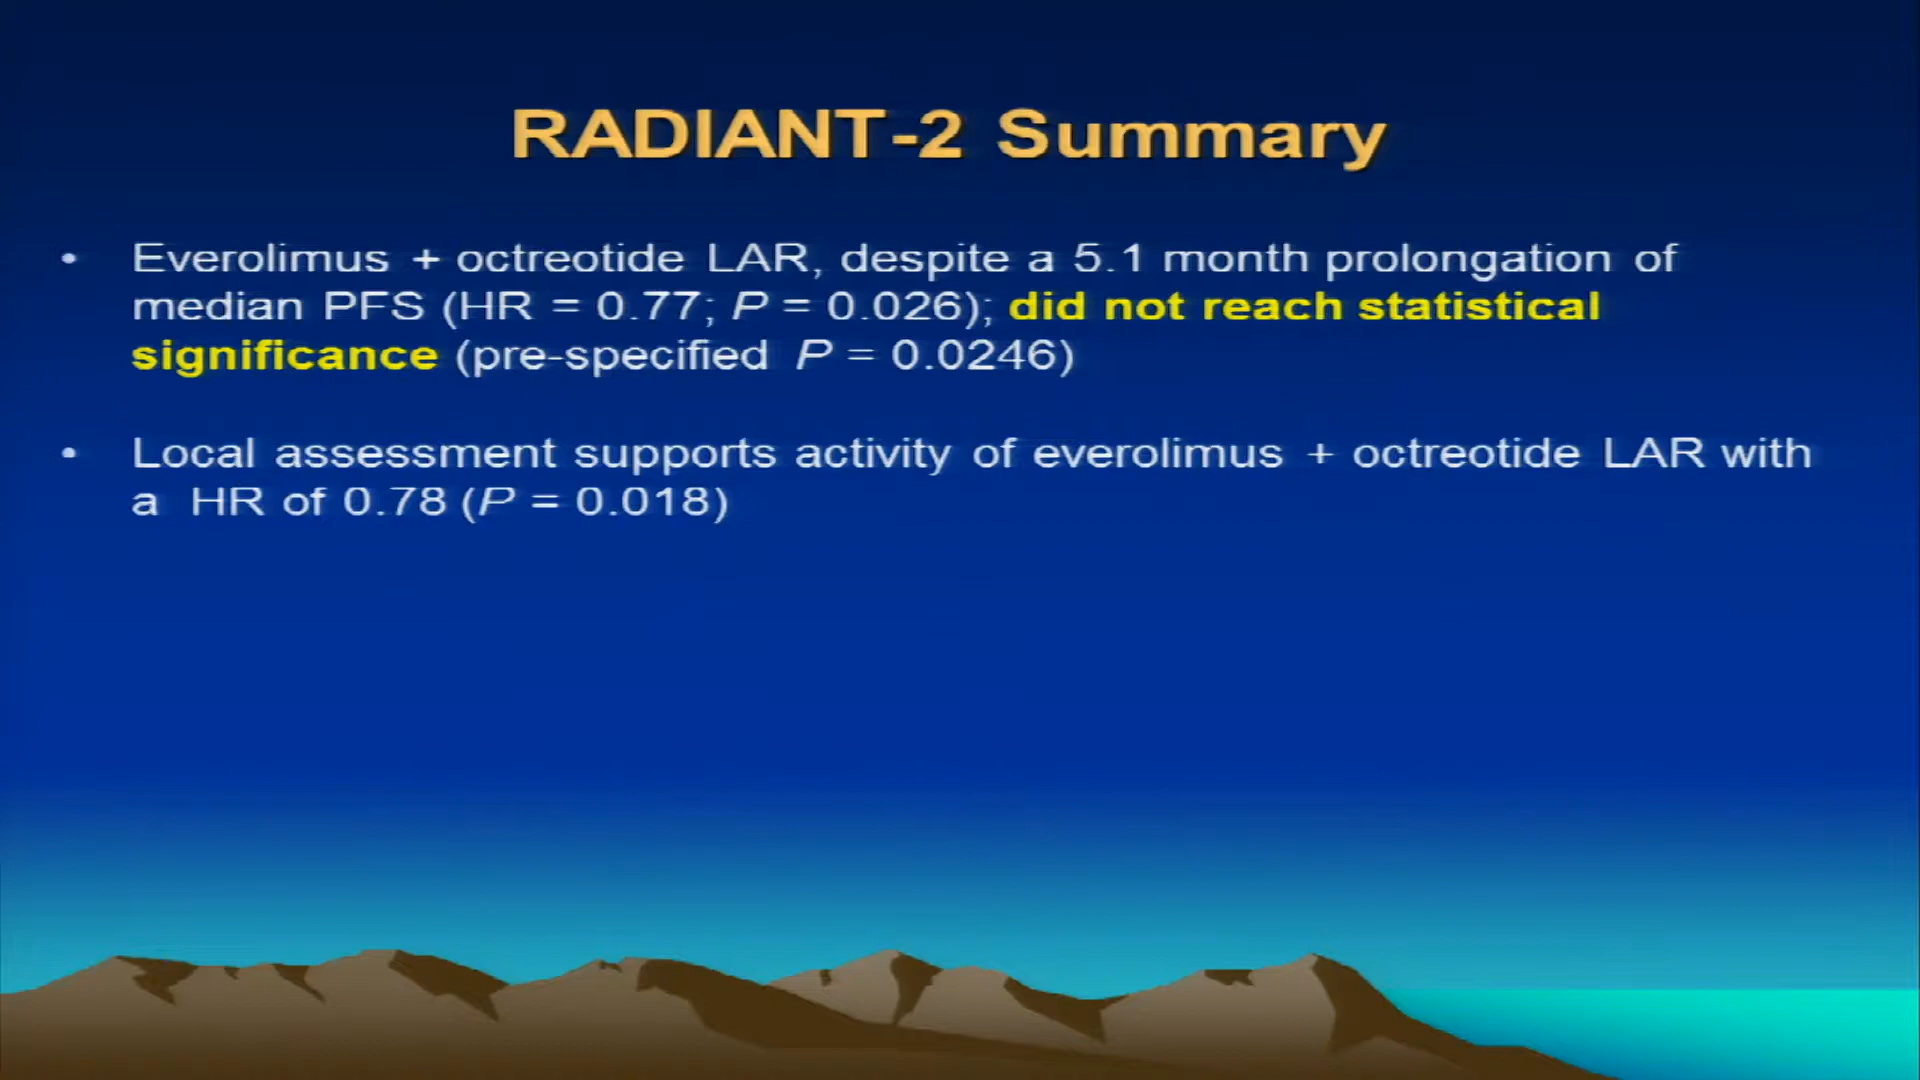 RADIANT-2 Summary
• Everolimus + octreotide LAR, despite a 5.1 month prolongation of
median PFS (HR = 0.77; P = 0.026); did not reach statistical
significance (pre-specified P = 0.0246)
• Local assessment supports activity of everolimus + octreotide LAR with
a HR of 0.78 (P = 0.018)